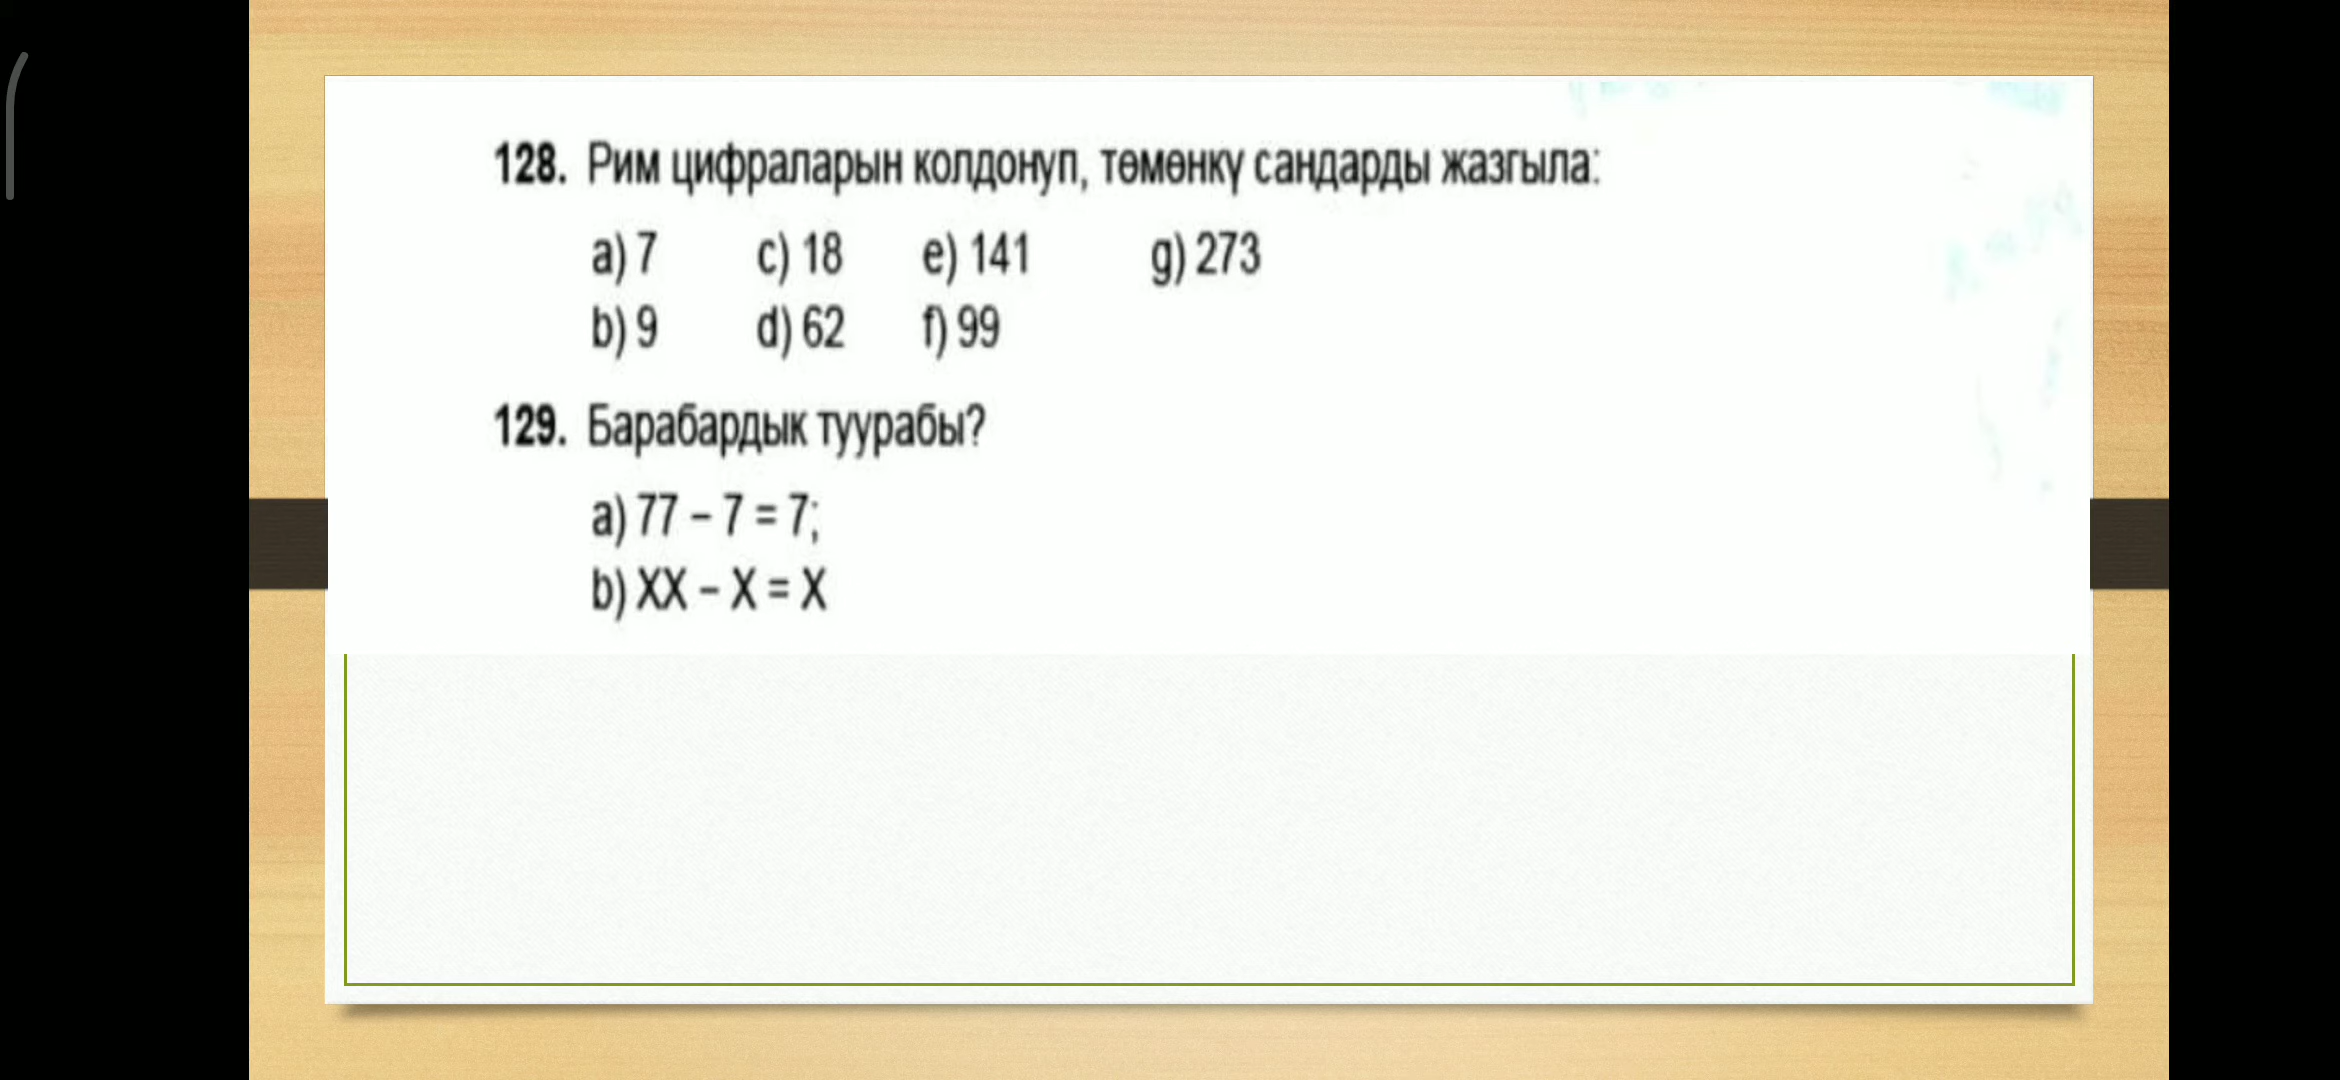 128. Рим цифраларын колдонуп, төмөнкү сандарды жазгыла:
a) 7 c) 18 e) 141 g) 273
b) 9 d) 62 f) 99
129. Барабардык туурабы?
a) 77 – 7 = 7;
b) XX – X = X